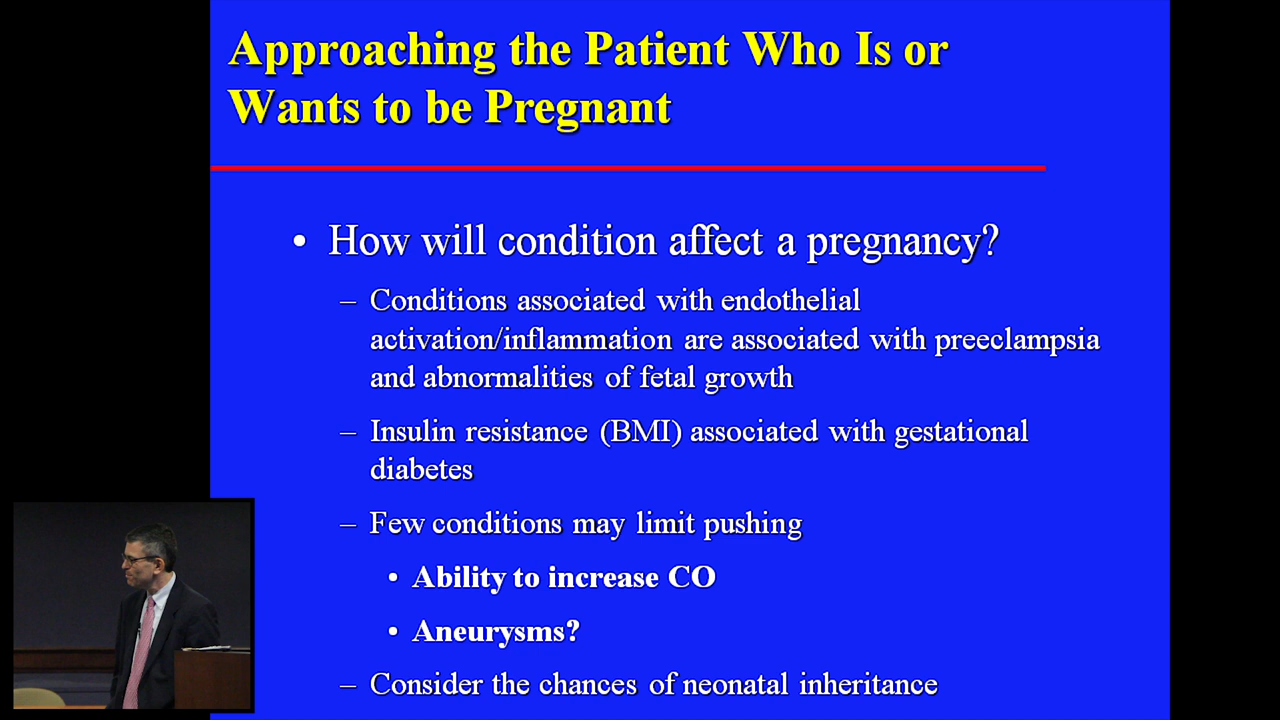 Approaching the Patient Who Is or
Wants to be Pregnant
• How will condition affect a pregnancy?
– Conditions associated with endothelial
activation/inflammation are associated with preeclampsia
and abnormalities of fetal growth
– Insulin resistance (BMI) associated with gestational
diabetes
– Few conditions may limit pushing
• Ability to increase CO
• Aneurysms?
– Consider the chances of neonatal inheritance